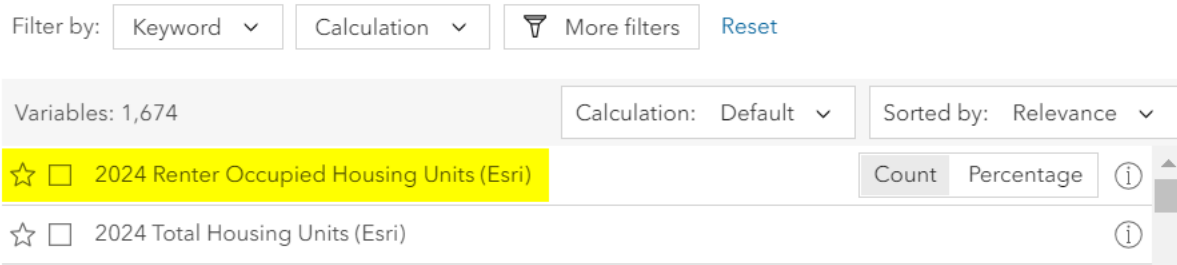 Filter by: Keyword Calculation More filters Reset
Variables: 1,674 Calculation: Default Sorted by: Relevance
2024 Renter Occupied Housing Units (Esri) Count Percentage
2024 Total Housing Units (Esri)